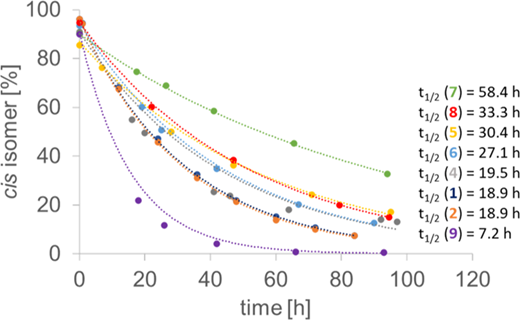 cis isomer [%]
100
80
60
40
20
0
0 20 40 60 80 100 120
time [h]
t1/2 (7) = 58.4 h
t1/2 (8) = 33.3 h
t1/2 (5) = 30.4 h
t1/2 (6) = 27.1 h
t1/2 (4) = 19.5 h
t1/2 (1) = 18.9 h
t1/2 (2) = 18.9 h
t1/2 (9) = 7.2 h